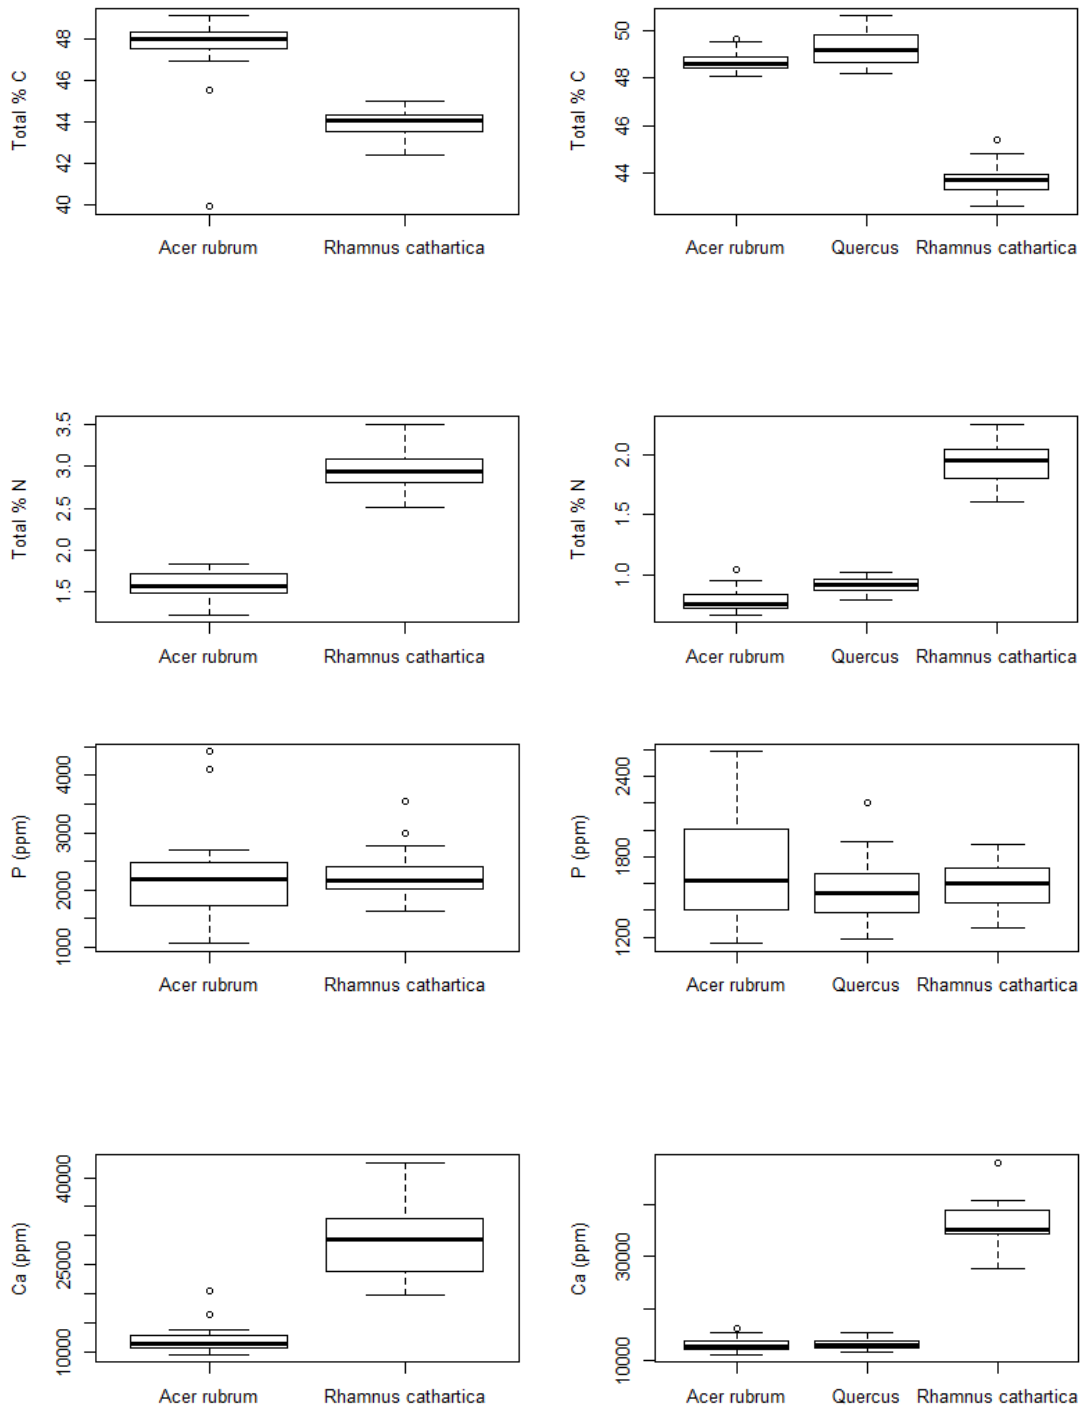 Total % C
48
46
44
42
40
Acer rubrum Rhamnus cathartica
Total % C
50
48
46
44
Acer rubrum Quercus Rhamnus cathartica
Total % N
3.5
3.0
2.5
2.0
1.5
Acer rubrum Rhamnus cathartica
Total % N
2.0
1.5
1.0
Acer rubrum Quercus Rhamnus cathartica
P (ppm)
4000
3000
2000
1000
Acer rubrum Rhamnus cathartica
P (ppm)
2400
1800
1200
Acer rubrum Quercus Rhamnus cathartica
Ca (ppm)
40000
25000
10000
Acer rubrum Rhamnus cathartica
Ca (ppm)
30000
10000
Acer rubrum Quercus Rhamnus cathartica